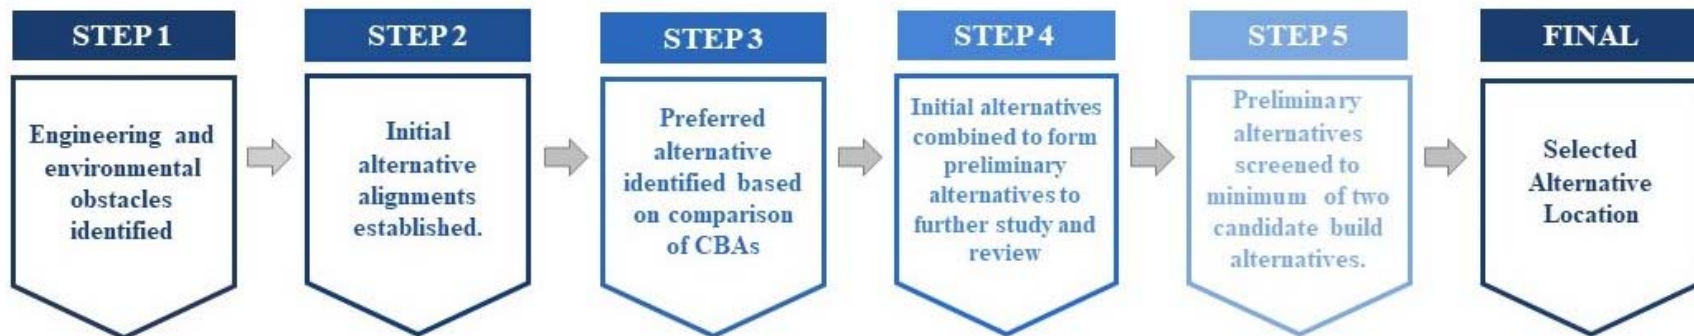 STEP 1
Engineering and
environmental
obstacles
identified
STEP 2
Initial
alternative
alignments
established.
STEP 3
Preferred
alternative
identified based
on comparison
of CBAs
STEP 4
Initial alternatives
combined to form
preliminary
alternatives to
further study and
review
STEP 5
Preliminary
alternatives
screened to
minimum of two
candidate build
alternatives.
FINAL
Selected
Alternative
Location